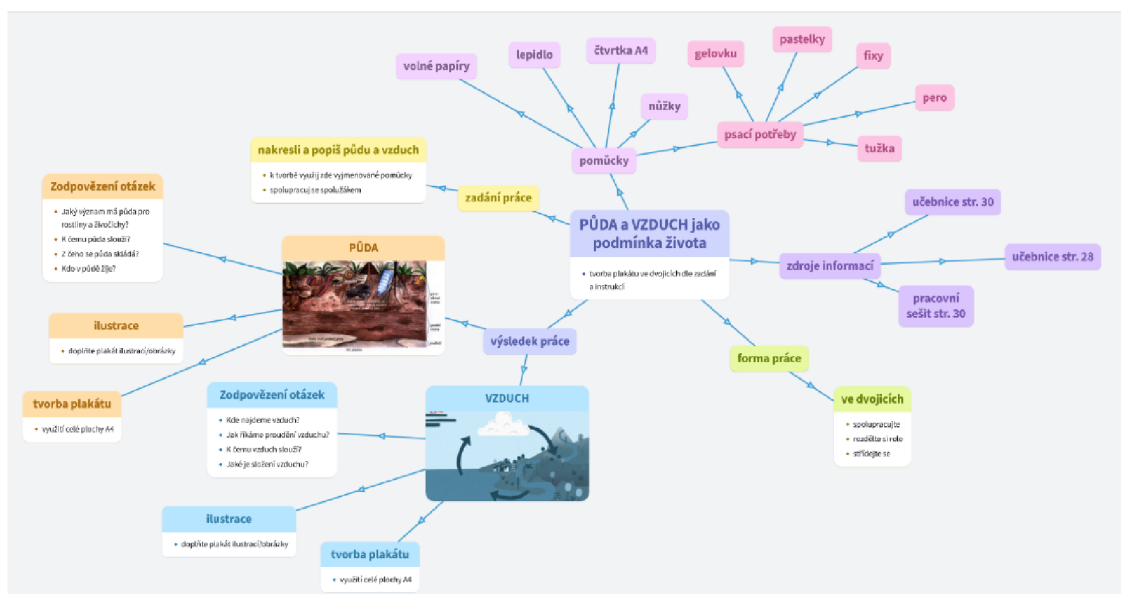 PŮDA a VZDUCH jako
podmínka života
tvorba plakátu ve dvojicích dle zadání
a instrukcí
pomůcky
volné papíry
lepidlo
čtvrtka A4
nůžky
psací potřeby
gelovku
pastelky
fixy
pero
tužka
zdroje informací
učebnice str. 30
učebnice str. 28
pracovní
sešit str. 30
forma práce
ve dvojicích
spolupracujte
rozdělte si role
střídejte se
zadání práce
nakresli a popiš půdu a vzduch
k tvorbě využij zde vyjmenované pomůcky
spolupracuj se spolužákem
výsledek práce
PŮDA
Zodpovězení otázek
Jaký význam má půda pro
rostliny a živočichy?
K čemu půda slouží?
Z čeho se půda skládá?
Kdo v půdě žije?
ilustrace
doplňte plakát ilustrací/obrázky
tvorba plakátu
využití celé plochy A4
VZDUCH
Zodpovězení otázek
Kde najdeme vzduch?
Jak říkáme proudění vzduchu?
K čemu vzduch slouží?
Jaké je složení vzduchu?
ilustrace
doplňte plakát ilustrací/obrázky
tvorba plakátu
využití celé plochy A4